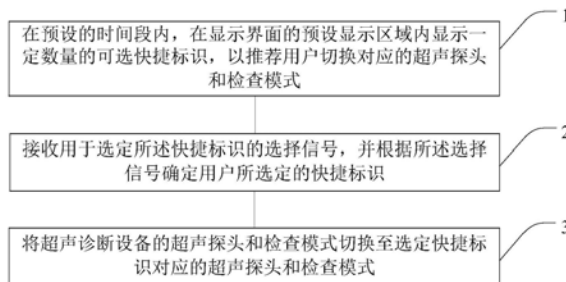 在预设的时间段内，在显示界面的预设显示区域内显示一
定数量的可选快捷标识，以推荐用户切换对应的超声探头
和检查模式
1
接收用于选定所述快捷标识的选择信号，并根据所述选择
信号确定用户所选定的快捷标识
2
将超声诊断设备的超声探头和检查模式切换至选定快捷标
识对应的超声探头和检查模式
3